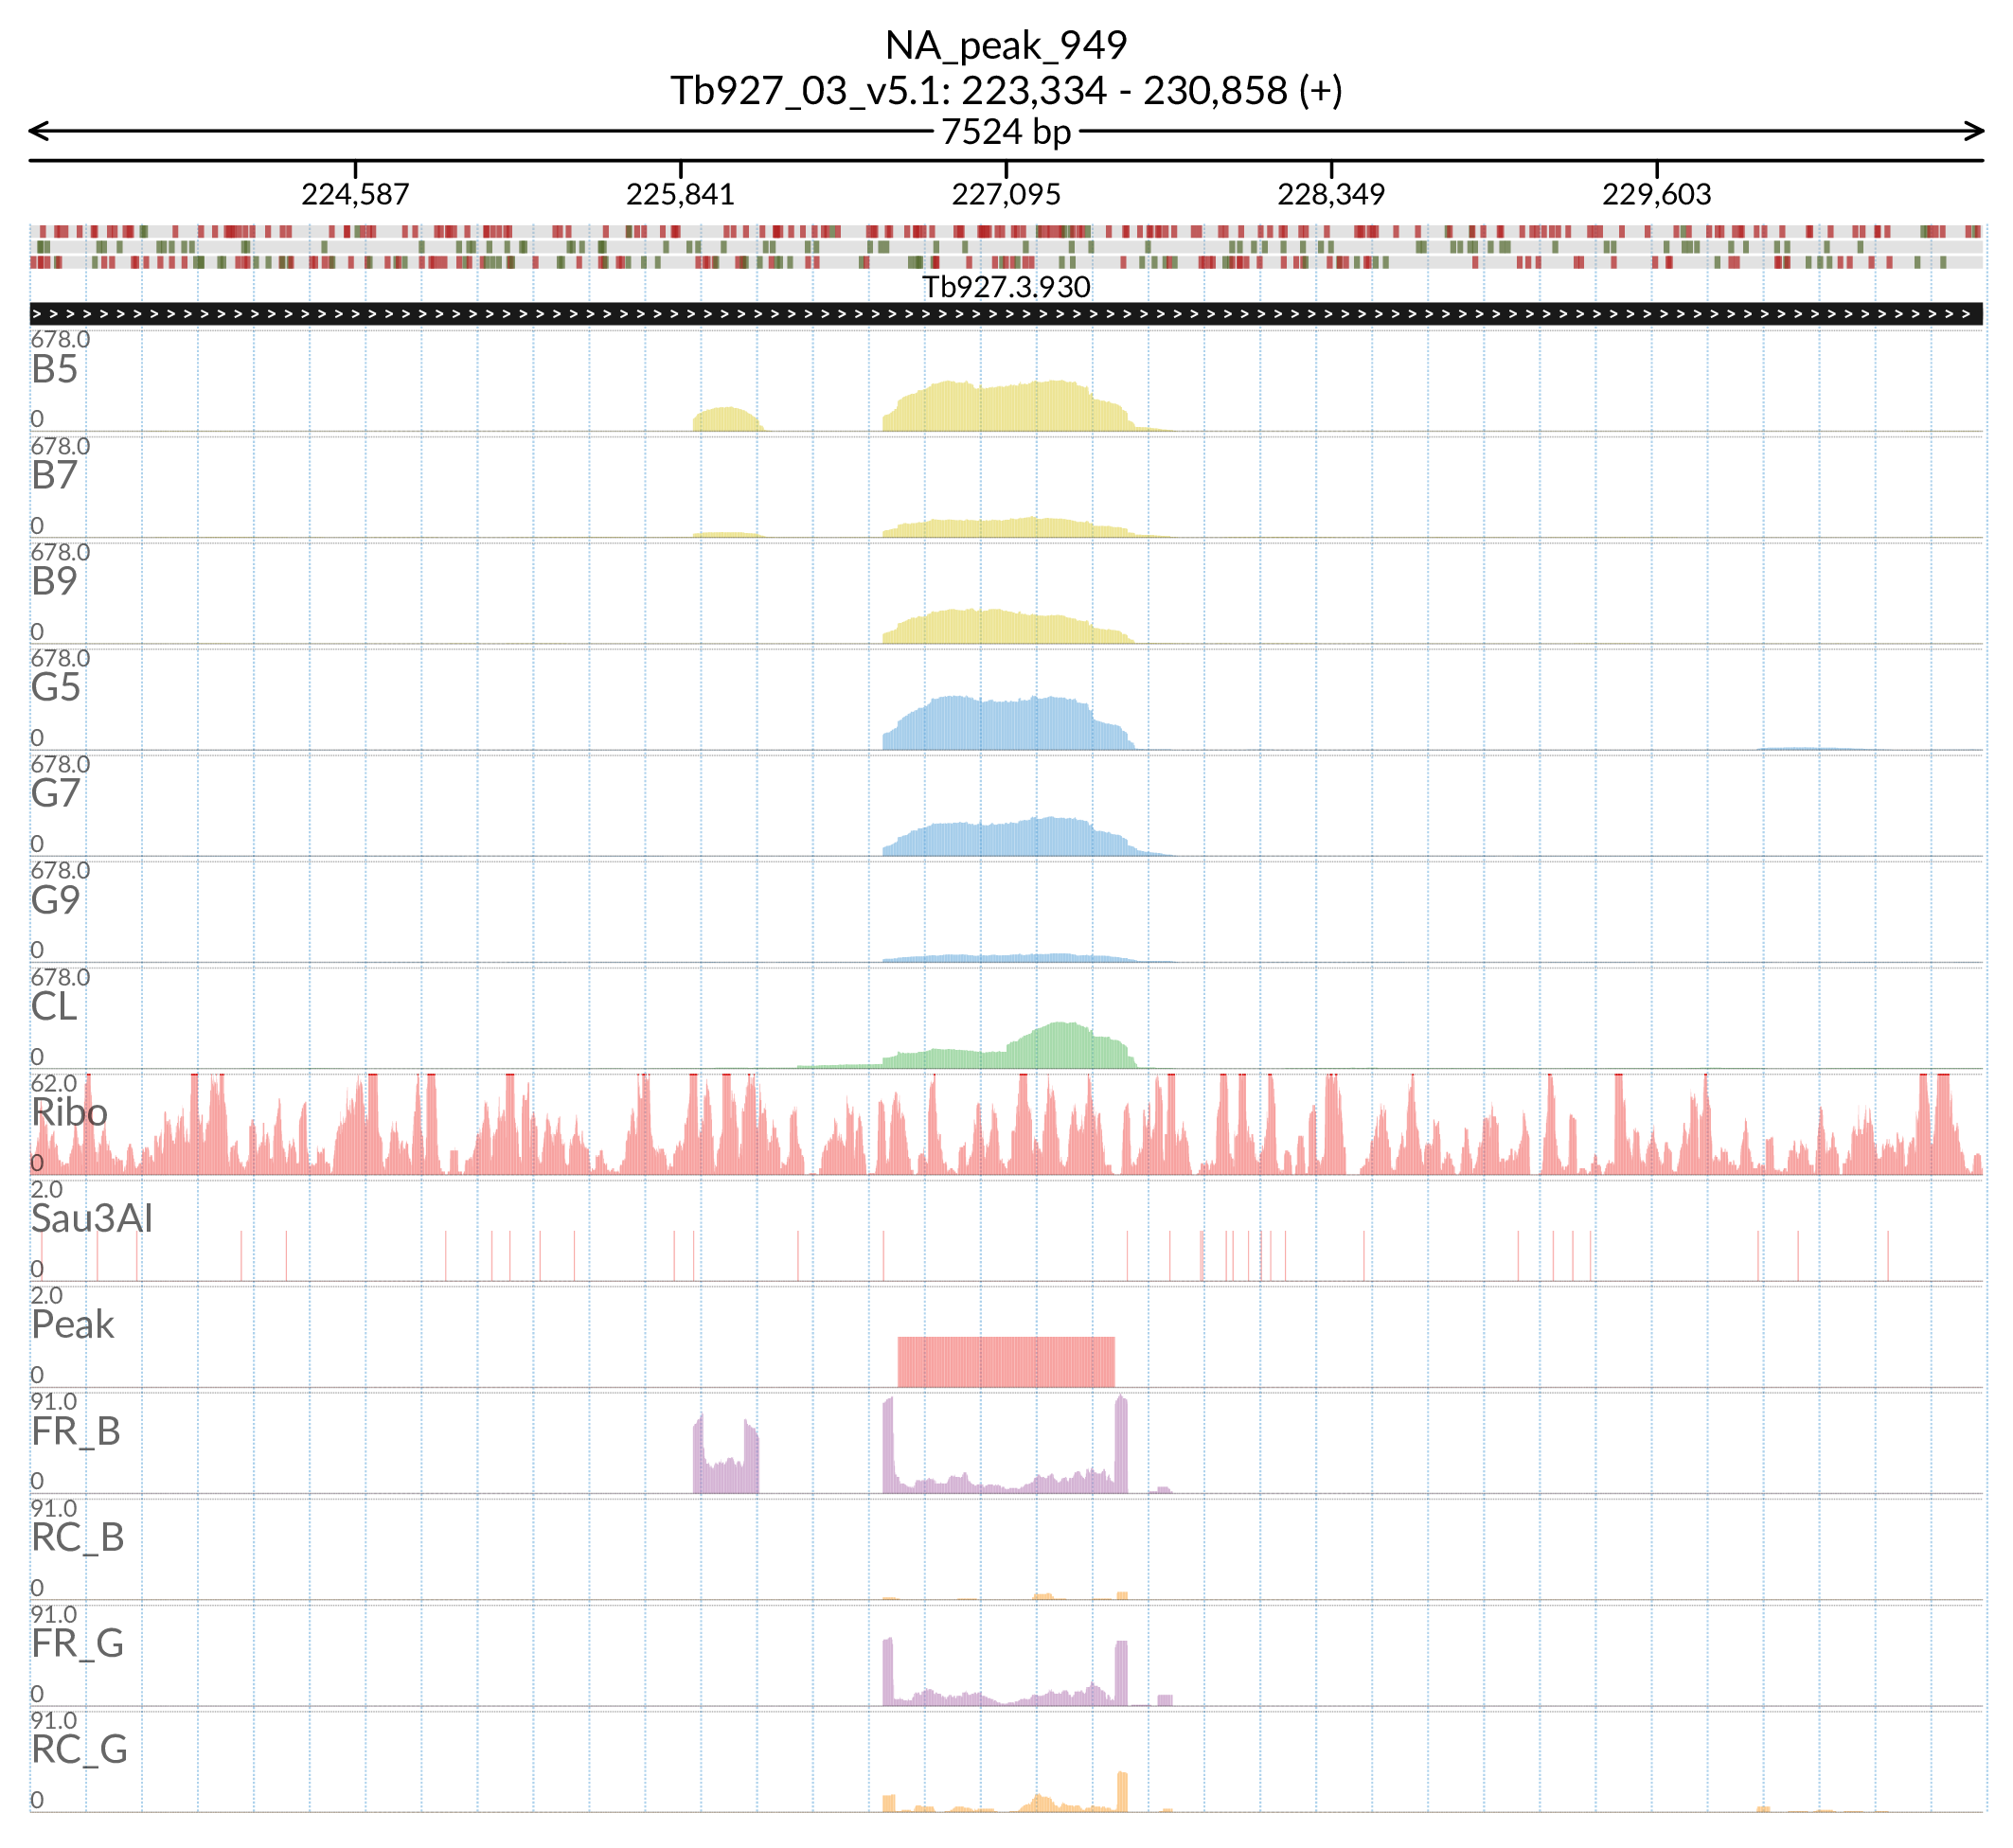 NA_peak_949
Tb927_03_v5.1: 223,334 - 230,858 (+)
7524 bp
224,587 225,841 227,095 228,349 229,603
Tb927.3.930
678.0
B5
0
678.0
B7
0
678.0
B9
0
678.0
G5
0
678.0
G7
0
678.0
G9
0
678.0
CL
0
62.0
Ribo
0
2.0
Sau3AI
0
2.0
Peak
0
91.0
FR_B
0
91.0
RC_B
0
91.0
FR_G
0
91.0
RC_G
0